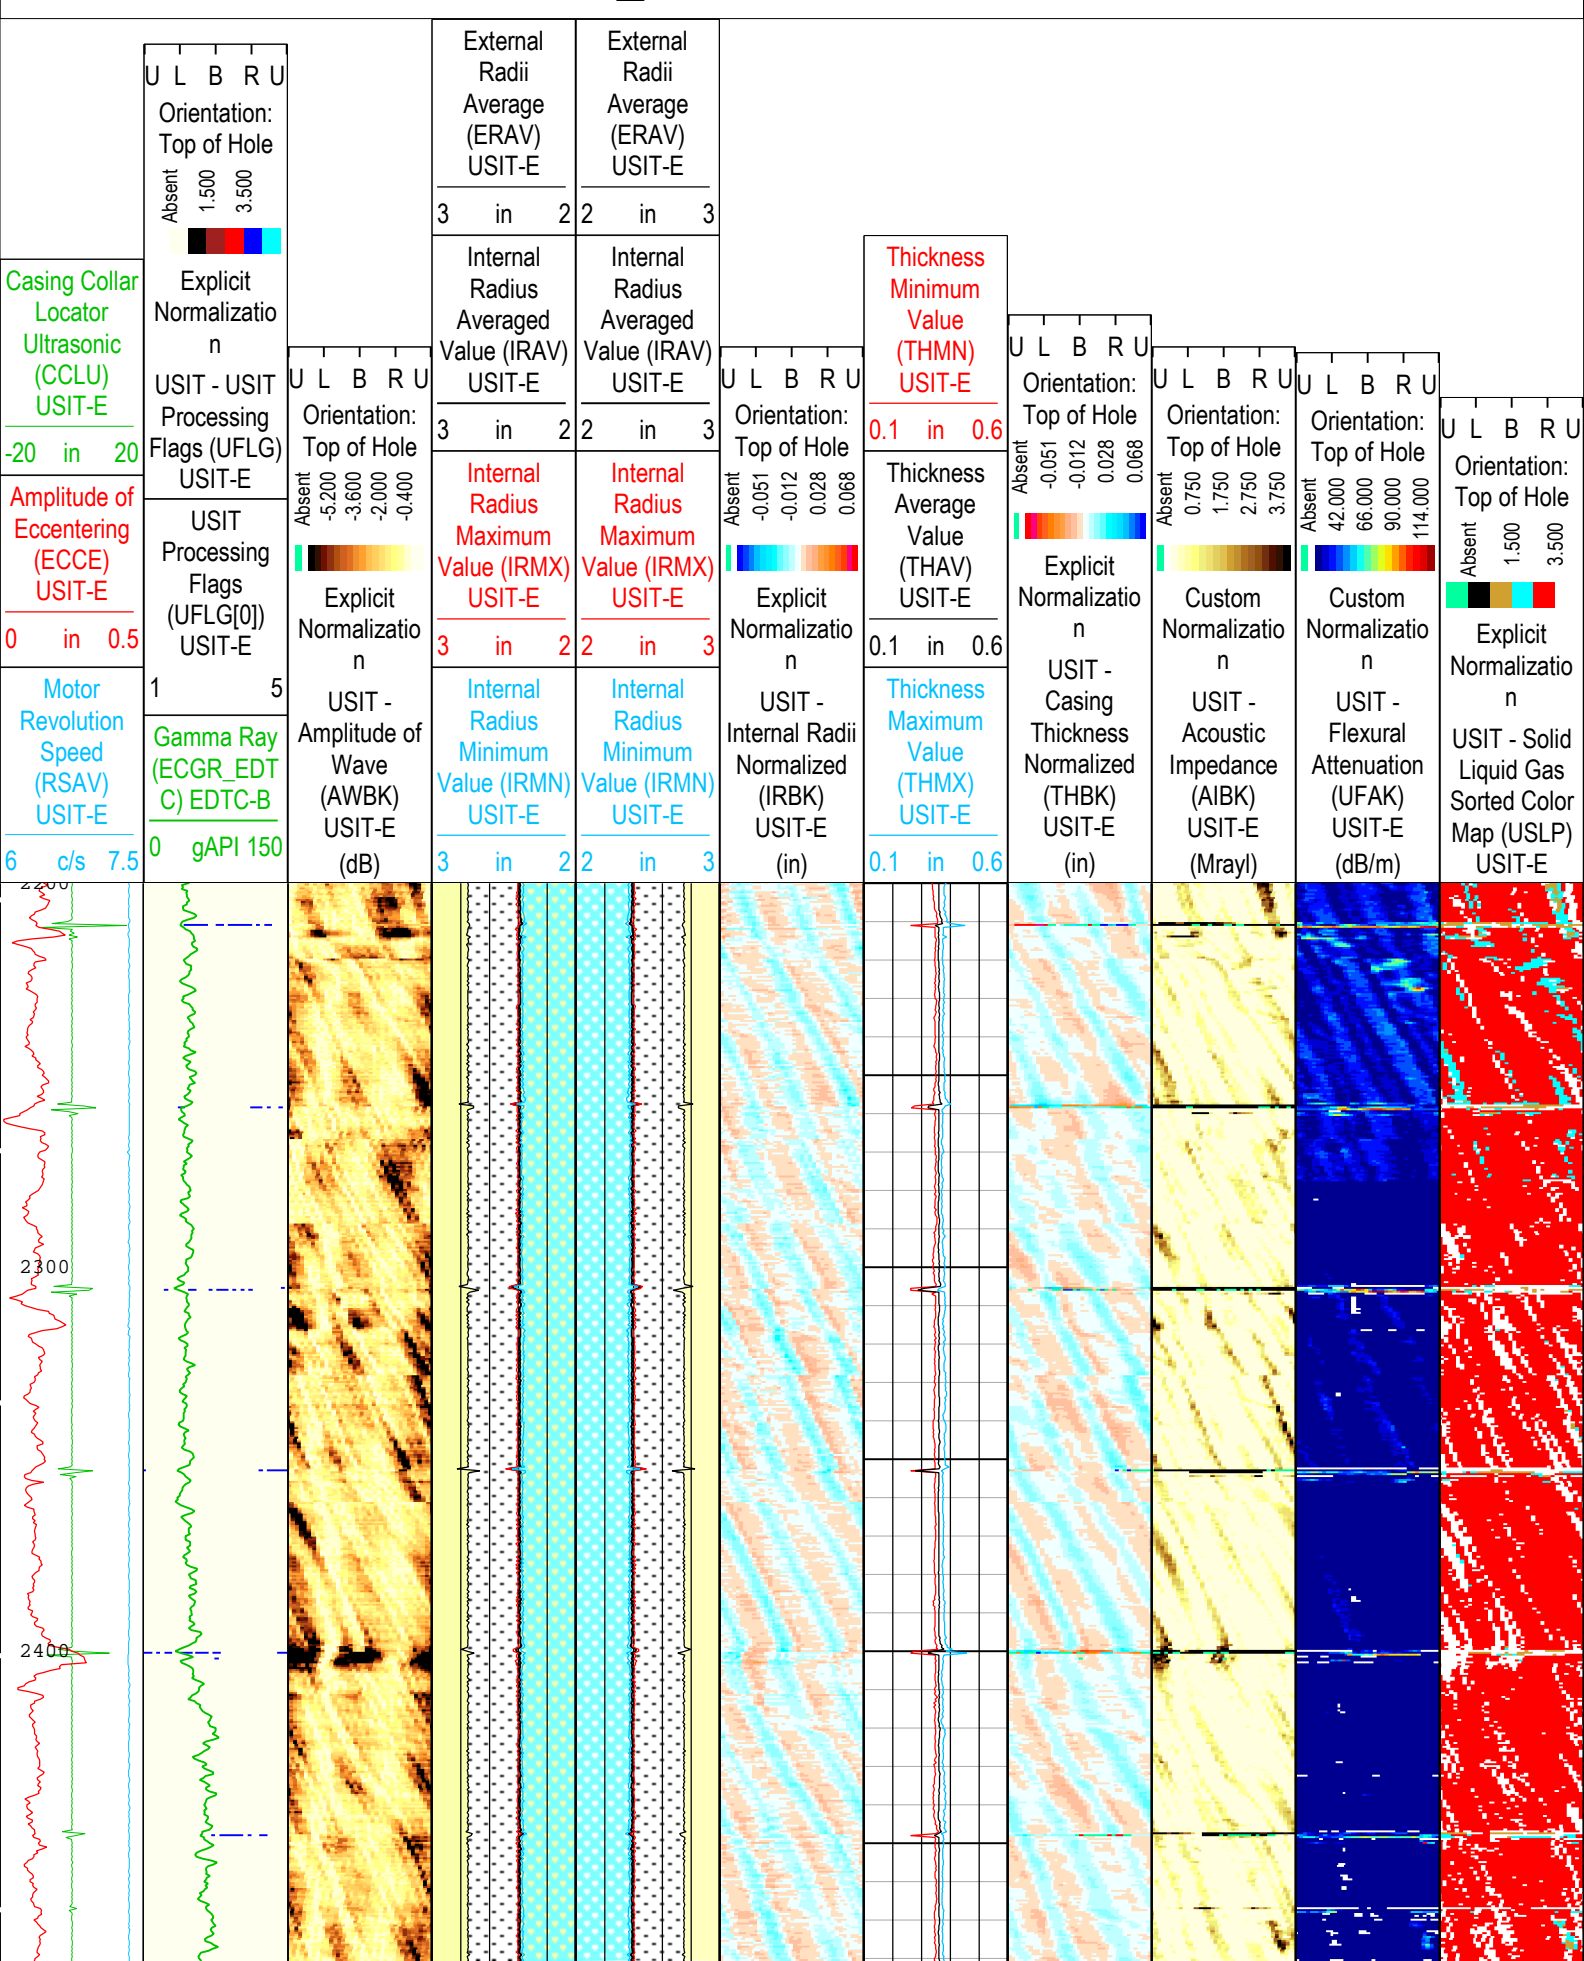 Casing Collar
Locator
Ultrasonic
(CCLU)
USIT-E
-20 in 20
Amplitude of
Eccentering
(ECCE)
USIT-E
0 in 0.5
Motor
Revolution
Speed
(RSAV)
USIT-E
6 c/s 7.5
U L B R U
Orientation:
Top of Hole
Absent 1.500 3.500
Explicit
Normalizatio
n
USIT - USIT
Processing
Flags (UFLG)
USIT-E
USIT
Processing
Flags
(UFLG[0])
USIT-E
1 5
Gamma Ray
(ECGR_EDT
C) EDTC-B
0 gAPI 150
U L B R U
Orientation:
Top of Hole
Absent -5.200 -3.600 -2.000 -0.400
Explicit
Normalizatio
n
USIT -
Amplitude of
Wave
(AWBK)
USIT-E
(dB)
External
Radii
Average
(ERAV)
USIT-E
3 in 2
Internal
Radius
Averaged
Value (IRAV)
USIT-E
3 in 2
Internal
Radius
Maximum
Value (IRMX)
USIT-E
3 in 2
Internal
Radius
Minimum
Value (IRMN)
USIT-E
3 in 2
External
Radii
Average
(ERAV)
USIT-E
2 in 3
Internal
Radius
Averaged
Value (IRAV)
USIT-E
2 in 3
Internal
Radius
Maximum
Value (IRMX)
USIT-E
2 in 3
Internal
Radius
Minimum
Value (IRMN)
USIT-E
2 in 3
U L B R U
Orientation:
Top of Hole
Absent -0.051 -0.012 0.028 0.068
Explicit
Normalizatio
n
USIT -
Internal Radii
Normalized
(IRBK)
USIT-E
(in)
Thickness
Minimum
Value
(THMN)
USIT-E
0.1 in 0.6
Thickness
Average
Value
(THAV)
USIT-E
0.1 in 0.6
Thickness
Maximum
Value
(THMX)
USIT-E
0.1 in 0.6
U L B R U
Orientation:
Top of Hole
Absent -0.051 -0.012 0.028 0.068
Explicit
Normalizatio
n
USIT -
Casing
Thickness
Normalized
(THBK)
USIT-E
(in)
U L B R U
Orientation:
Top of Hole
Absent 0.750 1.750 2.750 3.750
Custom
Normalizatio
n
USIT -
Acoustic
Impedance
(AIBK)
USIT-E
(Mrayl)
U L B R U
Orientation:
Top of Hole
Absent 42.000 66.000 90.000 114.000
Custom
Normalizatio
n
USIT -
Flexural
Attenuation
(UFAK)
USIT-E
(dB/m)
U L B R U
Orientation:
Top of Hole
Absent 1.500 3.500
Explicit
Normalizatio
n
USIT - Solid
Liquid Gas
Sorted Color
Map (USLP)
USIT-E
2200
2300
2400